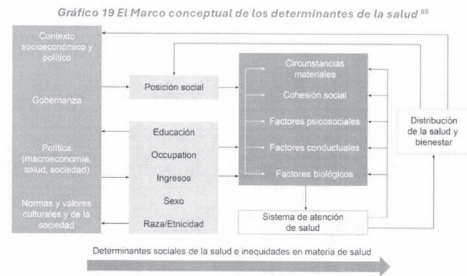 Gráfico 19 El Marco conceptual de los determinantes de la salud 65
Contexto
socioeconómico y
político
Gobernanza
Política
(macroeconomía,
salud, sociedad)
Normas y valores
culturales y de la
sociedad
Posición social
Educación
Occupation
Ingresos
Sexo
Raza/Etnicidad
Circunstancias
materiales
Cohesión social
Factores psicosociales
Factores conductuales
Factores biológicos
Sistema de atención
de salud
Distribución
de la salud y
bienestar
Determinantes sociales de la salud e inequidades en materia de salud